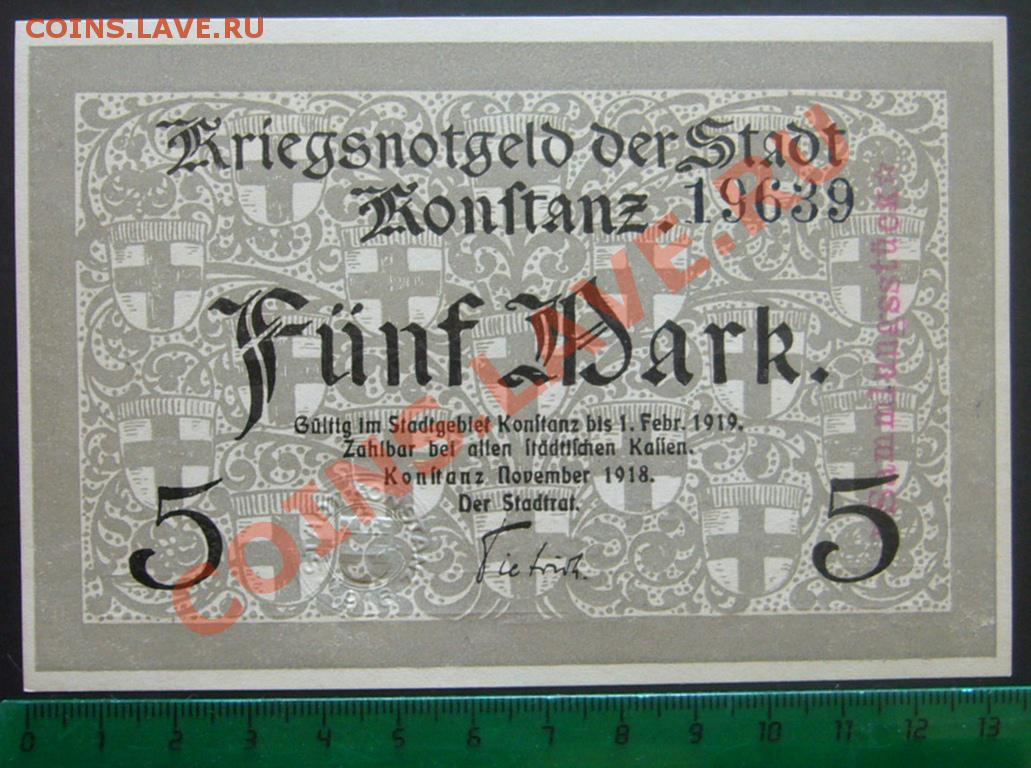 COINS.LAVE.RU
Kriegsnotgeld der Stadt
Konſtanz.
19639
Fünf Mark.
Gültig im Stadtgebiet Konſtanz bis 1. Febr. 1919.
Zahlbar bei allen ſtädtiſchen Kaſſen.
Konſtanz November 1918.
Der Stadtrat.
Dietrich.
5 5
Sammlungsstück
COINS.LAVE.RU
0 1 2 3 4 5 6 7 8 9 10 11 12 13